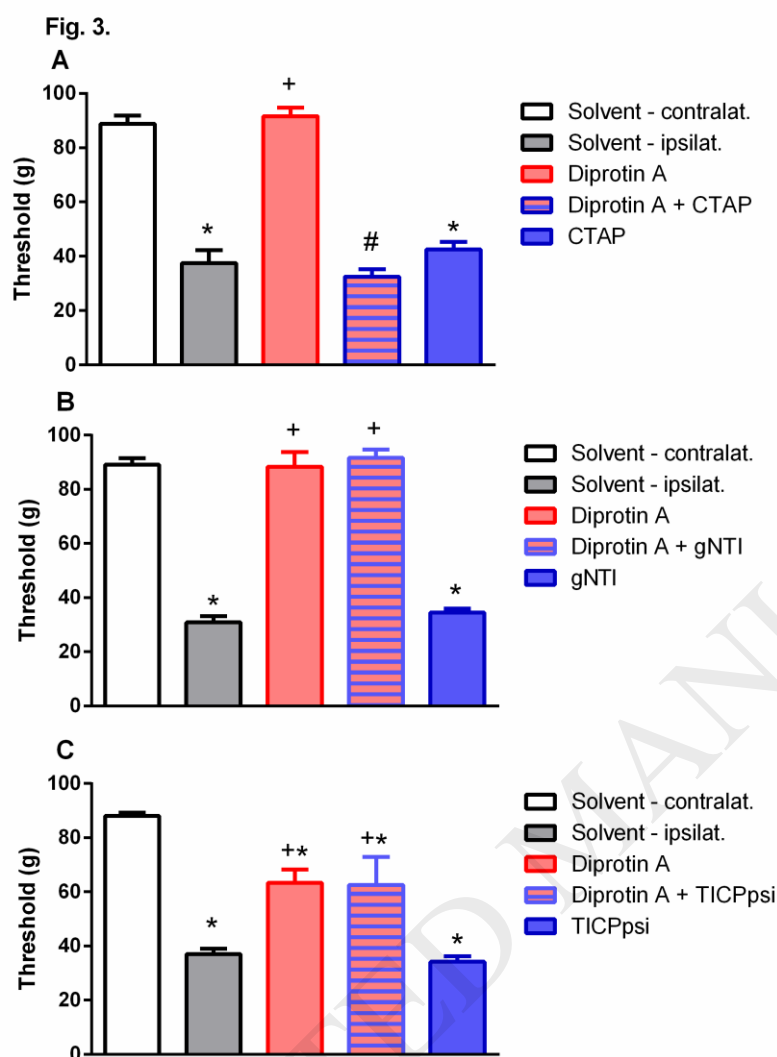 Fig. 3.
A
Threshold (g)
100
80
60
40
20
0
*
+
#
*
Solvent - contralat.
Solvent - ipsilat.
Diprotin A
Diprotin A + CTAP
CTAP
B
Threshold (g)
100
80
60
40
20
0
*
+
+
*
Solvent - contralat.
Solvent - ipsilat.
Diprotin A
Diprotin A + gNTI
gNTI
C
Threshold (g)
100
80
60
40
20
0
*
+*
+*
*
Solvent - contralat.
Solvent - ipsilat.
Diprotin A
Diprotin A + TICPpsi
TICPpsi
TED MANU